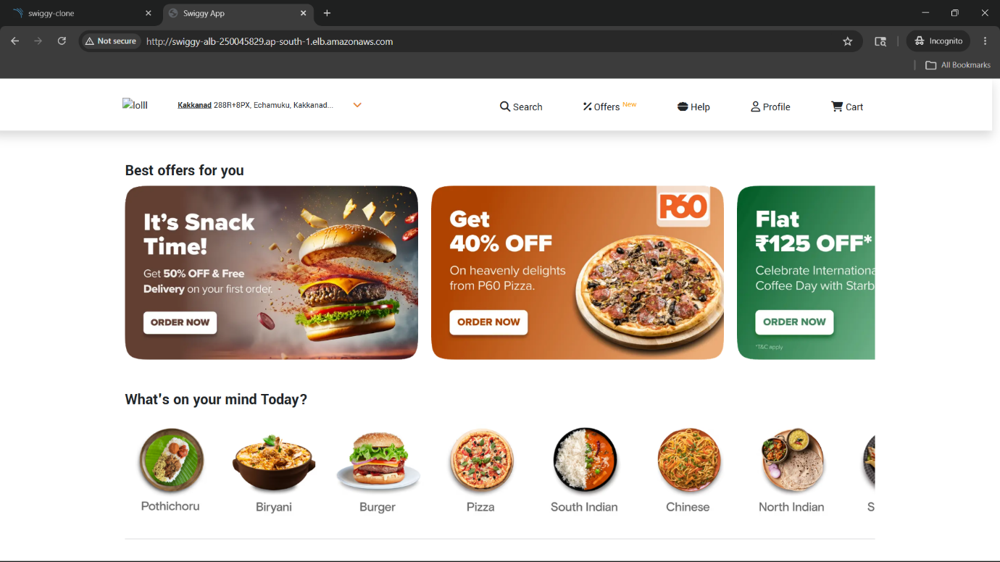 swiggy-clone
Swiggy App
Not secure
http://swiggy-alb-250045829.ap-south-1.elb.amazonaws.com
Incognito
All Bookmarks
lolll
Kakkanad 288R+8PX, Echamuku, Kakkanad...
Search
Offers New
Help
Profile
Cart
Best offers for you
It's Snack
Time!
Get 50% OFF & Free
Delivery on your first order.
ORDER NOW
P60
Get
40% OFF
On heavenly delights
from P60 Pizza.
ORDER NOW
Flat
₹125 OFF*
Celebrate Internationa
Coffee Day with Starb
ORDER NOW
*T&C apply
What's on your mind Today?
Pothichoru
Biryani
Burger
Pizza
South Indian
Chinese
North Indian
S